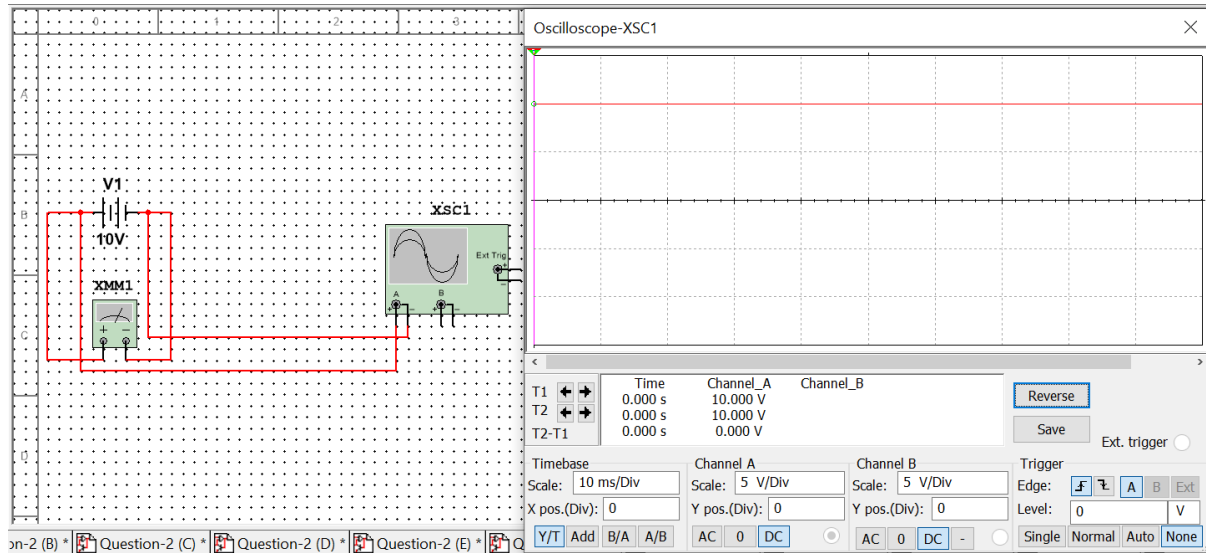 0 1 2 3
A
B
C
D
V1
10V
XMM1
+ −
XSC1
Ext Trig
+
−
A B
+ − + −
Oscilloscope-XSC1
Time Channel_A Channel_B
T1 0.000 s 10.000 V
T2 0.000 s 10.000 V
T2-T1 0.000 s 0.000 V
Reverse
Save
Ext. trigger
Timebase
Scale: 10 ms/Div
X pos.(Div): 0
Y/T Add B/A A/B
Channel A
Scale: 5 V/Div
Y pos.(Div): 0
AC 0 DC
Channel B
Scale: 5 V/Div
Y pos.(Div): 0
AC 0 DC -
Trigger
Edge: A B Ext
Level: 0 V
Single Normal Auto None
on-2 (B) * Question-2 (C) * Question-2 (D) * Question-2 (E) * Q